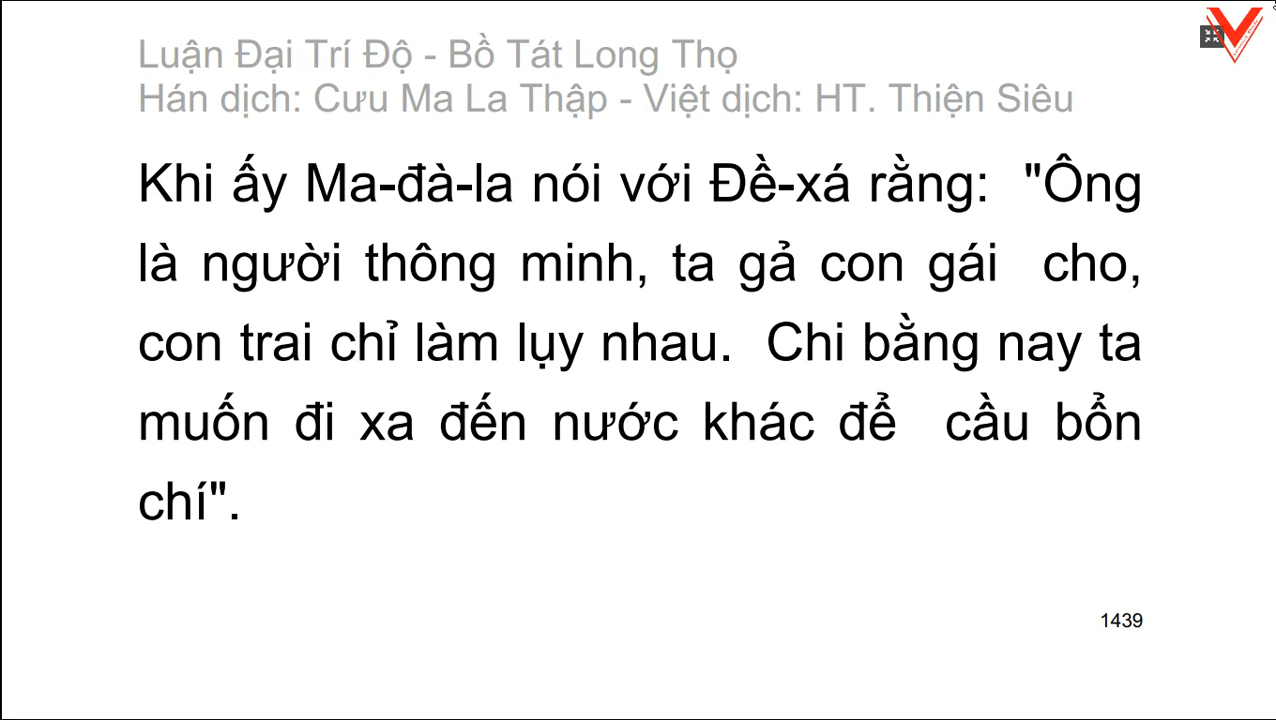 Luận Đại Trí Độ - Bồ Tát Long Thọ
Hán dịch: Cưu Ma La Thập - Việt dịch: HT. Thiện Siêu
Khi ấy Ma-đà-la nói với Đề-xá rằng: "Ông
là người thông minh, ta gả con gái cho,
con trai chỉ làm lụy nhau. Chi bằng nay ta
muốn đi xa đến nước khác để cầu bổn
chí".
1439